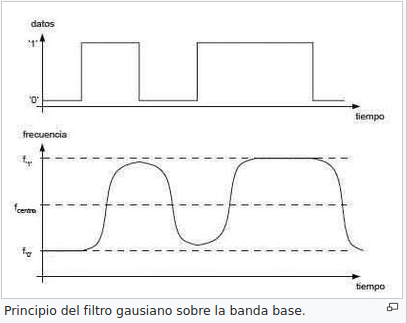 datos
'1'
'0'
tiempo
frecuencia
f'1'
fcentro
f'0'
tiempo
Principio del filtro gausiano sobre la banda base.